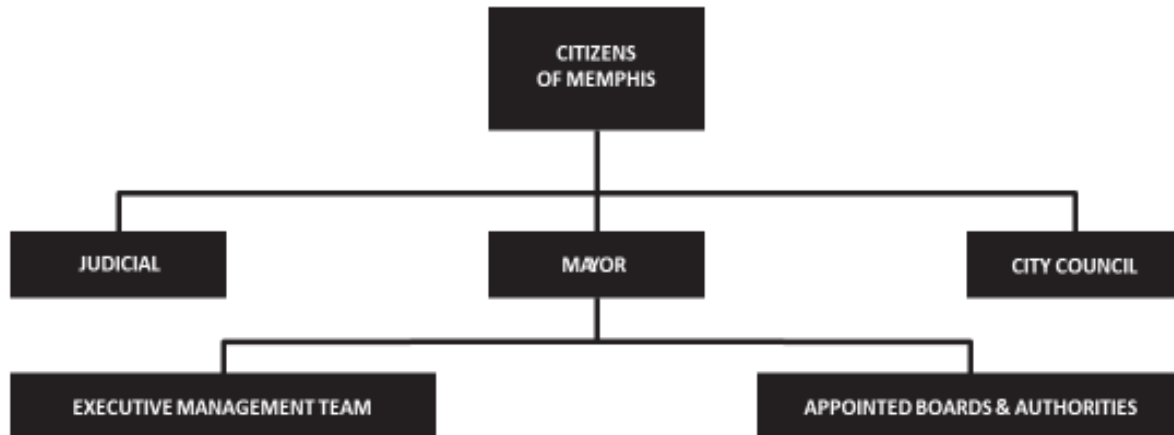 CITIZENS
OF MEMPHIS
JUDICIAL
MAYOR
CITY COUNCIL
EXECUTIVE MANAGEMENT TEAM
APPOINTED BOARDS & AUTHORITIES